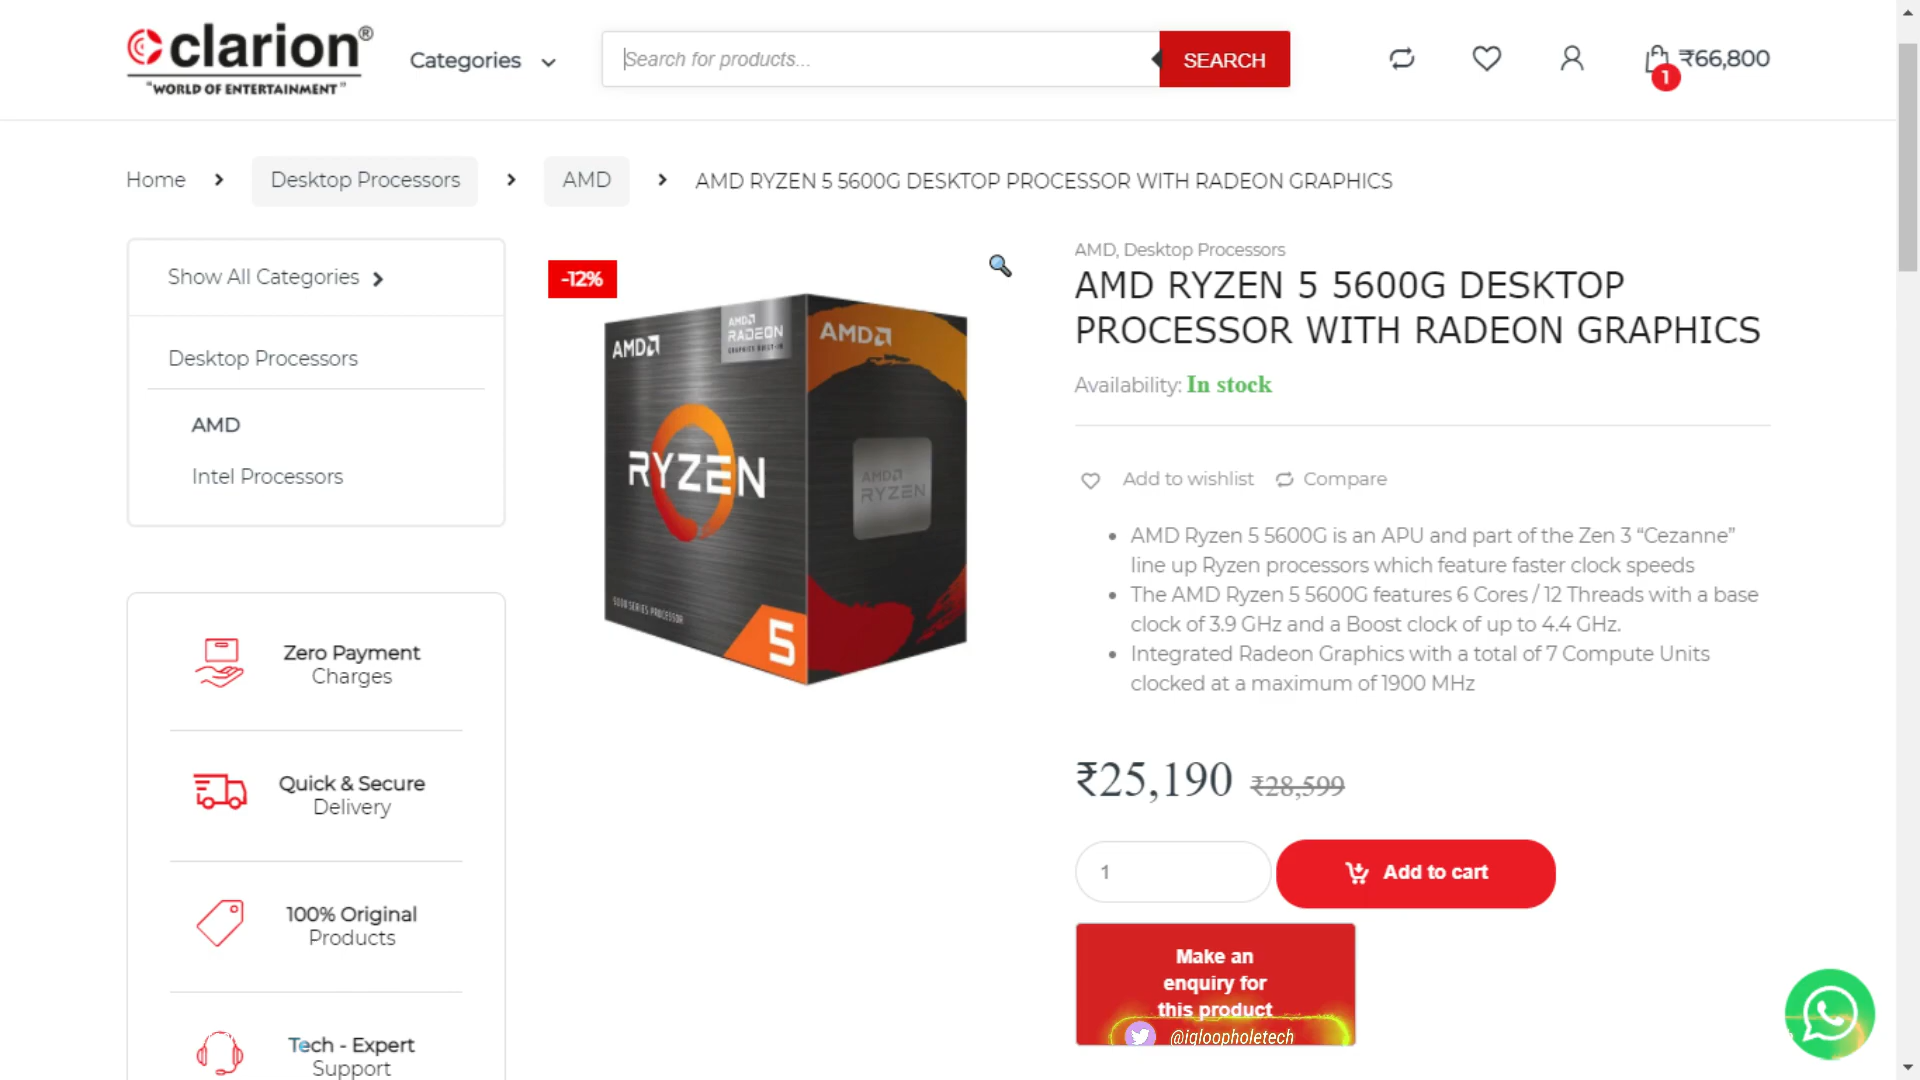 clarion®
"WORLD OF ENTERTAINMENT"
Categories
Search for products...
SEARCH
1
₹66,800
Home
Desktop Processors
AMD
AMD RYZEN 5 5600G DESKTOP PROCESSOR WITH RADEON GRAPHICS
Show All Categories
Desktop Processors
AMD
Intel Processors
Zero Payment
Charges
Quick & Secure
Delivery
100% Original
Products
Tech - Expert
Support
-12%
AMD
AMD
RADEON
GRAPHICS BUILT-IN
AMD
RYZEN
AMD
RYZEN
5000 SERIES PROCESSOR
5
AMD, Desktop Processors
AMD RYZEN 5 5600G DESKTOP
PROCESSOR WITH RADEON GRAPHICS
Availability: In stock
Add to wishlist
Compare
AMD Ryzen 5 5600G is an APU and part of the Zen 3 “Cezanne”
line up Ryzen processors which feature faster clock speeds
The AMD Ryzen 5 5600G features 6 Cores / 12 Threads with a base
clock of 3.9 GHz and a Boost clock of up to 4.4 GHz.
Integrated Radeon Graphics with a total of 7 Compute Units
clocked at a maximum of 1900 MHz
₹25,190 ₹28,599
1
Add to cart
Make an
enquiry for
this product
@igloopholetech